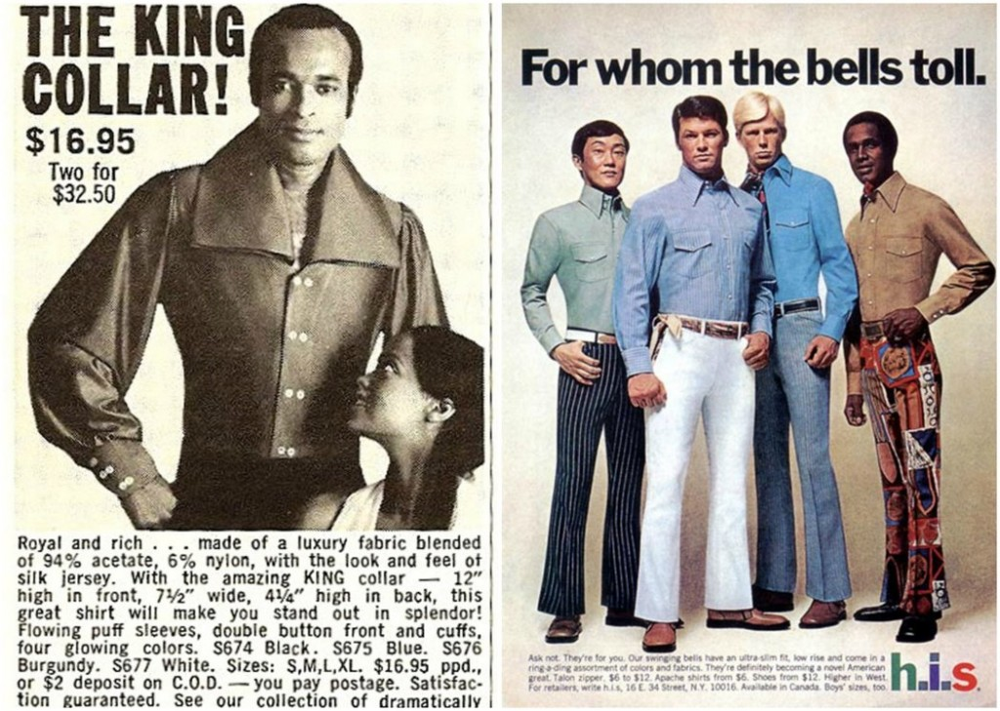 THE KING
COLLAR!
$16.95
Two for
$32.50
Royal and rich . . . made of a luxury fabric blended
of 94% acetate, 6% nylon, with the look and feel of
silk jersey. With the amazing KING collar — 12"
high in front, 7½" wide, 4¼" high in back, this
great shirt will make you stand out in splendor!
Flowing puff sleeves, double button front and cuffs,
four glowing colors. S674 Black. S675 Blue. S676
Burgundy. S677 White. Sizes: S,M,L,XL. $16.95 ppd.,
or $2 deposit on C.O.D. — you pay postage. Satisfac-
tion guaranteed. See our collection of dramatically
For whom the bells toll.
Ask not. They're for you. Our swinging bells have an ultra-slim fit, low rise and come in a
ring-a-ding assortment of colors and fabrics. They're definitely becoming a novel American
great. Talon zipper. $6 to $12. Apache shirts from $6. Shoes from $12. Higher in West.
For retailers, write h.i.s, 16 E. 34 Street, N.Y. 10016. Available in Canada. Boys' sizes, too.
h.i.s.